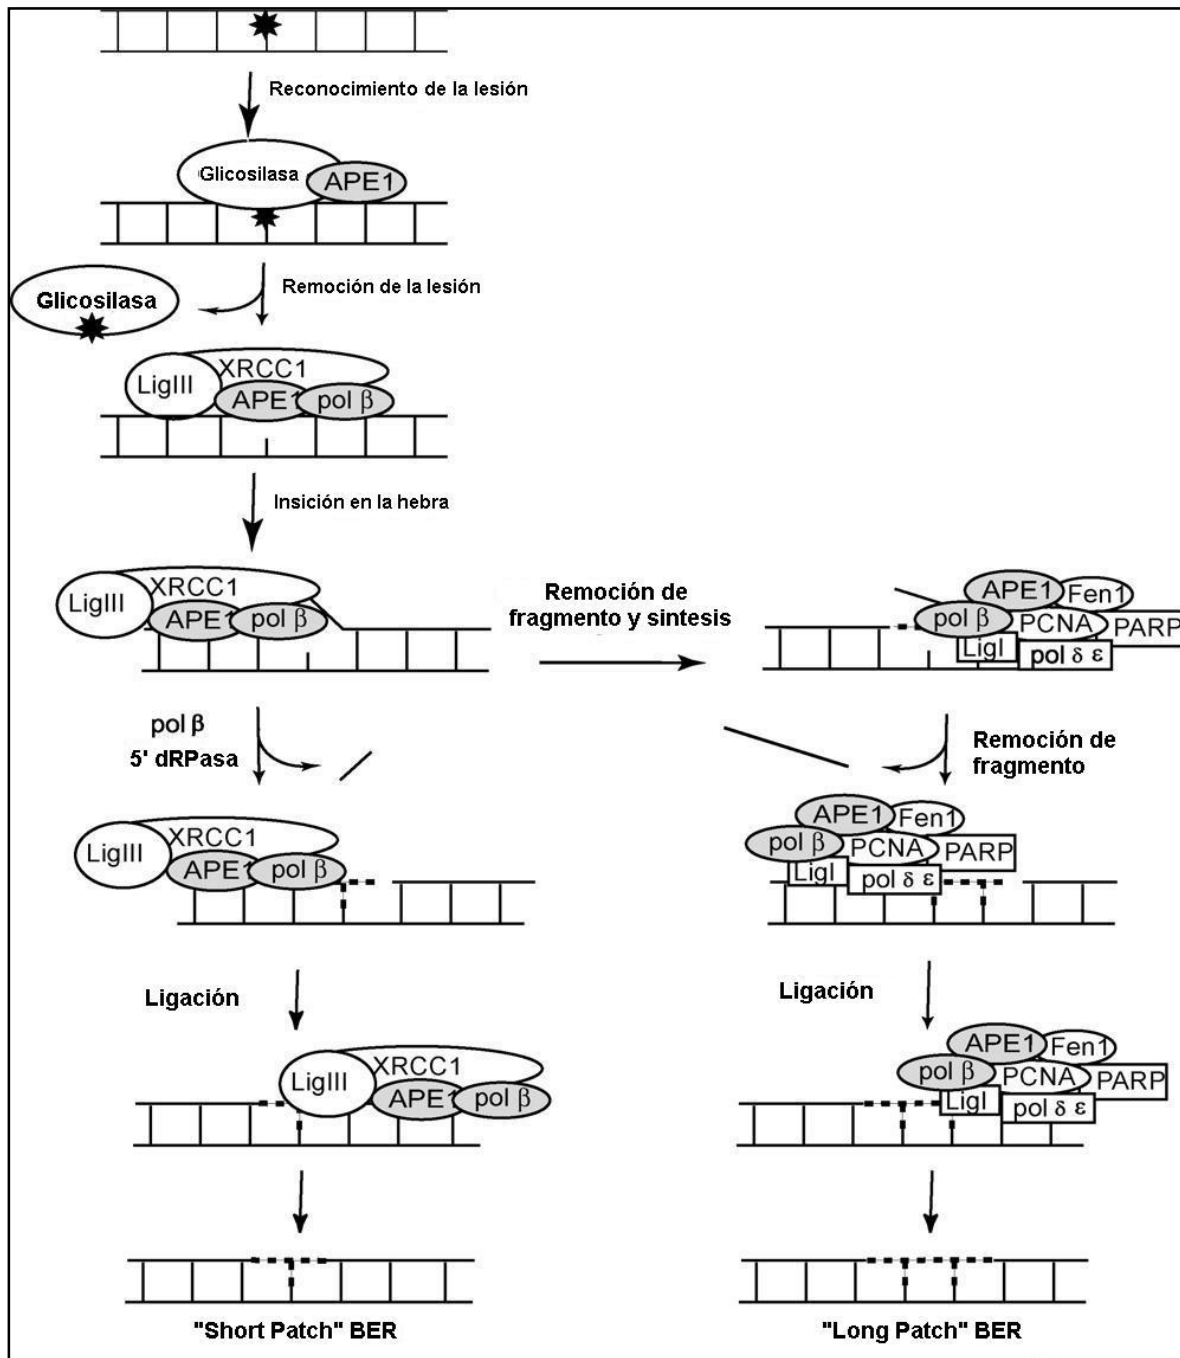 Reconocimiento de la lesión
Glicosilasa
APE1
Remoción de la lesión
Glicosilasa
XRCC1
LigIII
APE1
pol β
Insición en la hebra
XRCC1
LigIII
APE1
pol β
Remoción de
fragmento y sintesis
APE1
Fen1
pol β
PCNA
PARP
LigI
pol δ ε
pol β
5' dRPasa
Remoción de
fragmento
XRCC1
LigIII
APE1
pol β
APE1
Fen1
pol β
PCNA
PARP
LigI
pol δ ε
Ligación
Ligación
XRCC1
LigIII
APE1
pol β
APE1
Fen1
pol β
PCNA
PARP
LigI
pol δ ε
"Short Patch" BER
"Long Patch" BER